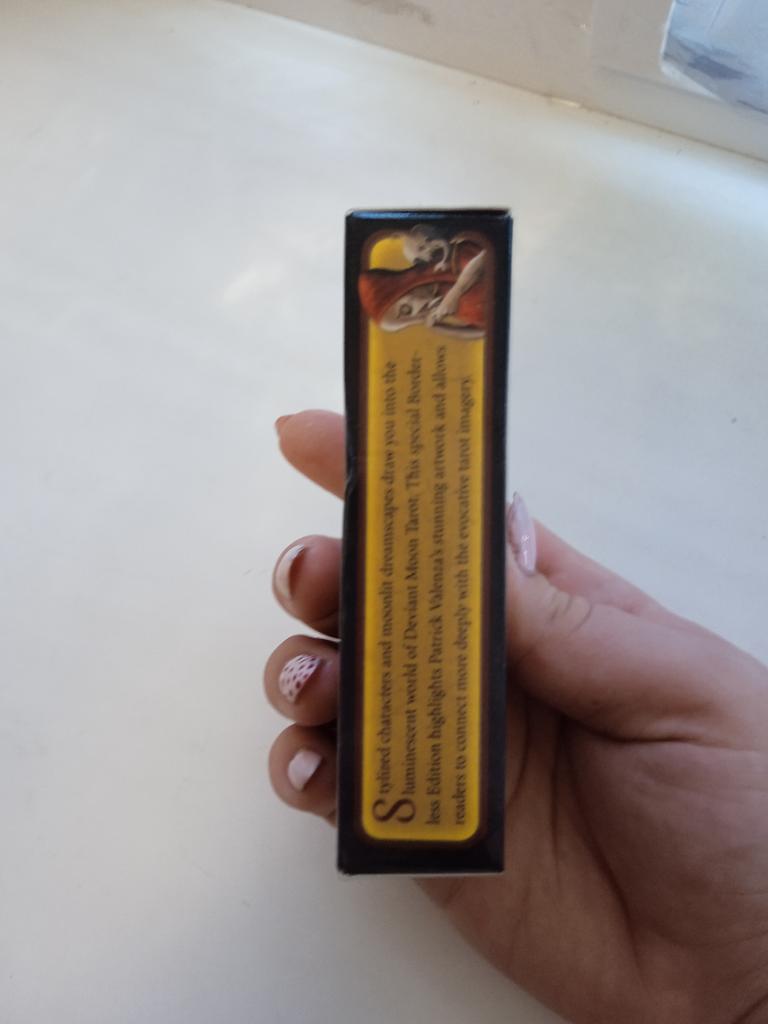 Stylized characters and moonlit dreamscapes draw you into the
luminescent world of Deviant Moon Tarot. This special Border-
less Edition highlights Patrick Valenza's stunning artwork and allows
readers to connect more deeply with the evocative tarot imagery.